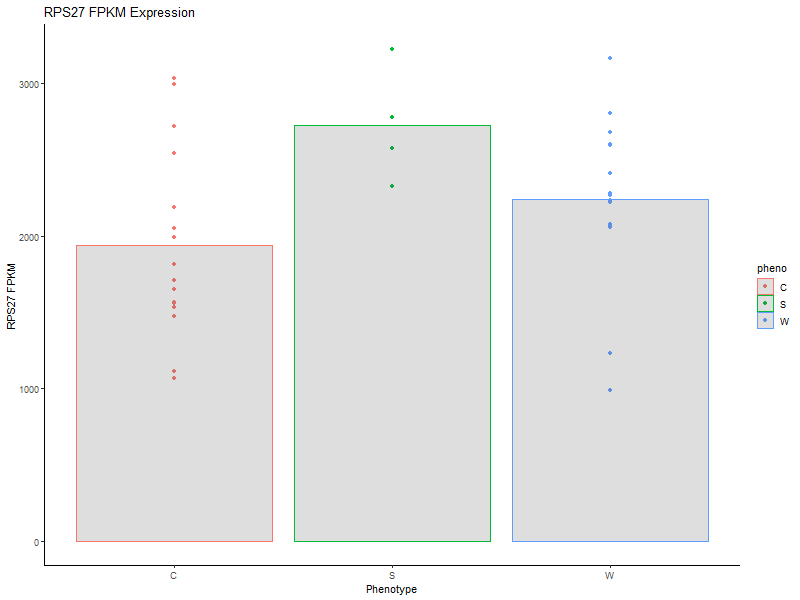 RPS27 FPKM Expression
RPS27 FPKM
3000
2000
1000
0
C S W
Phenotype
pheno
C
S
W